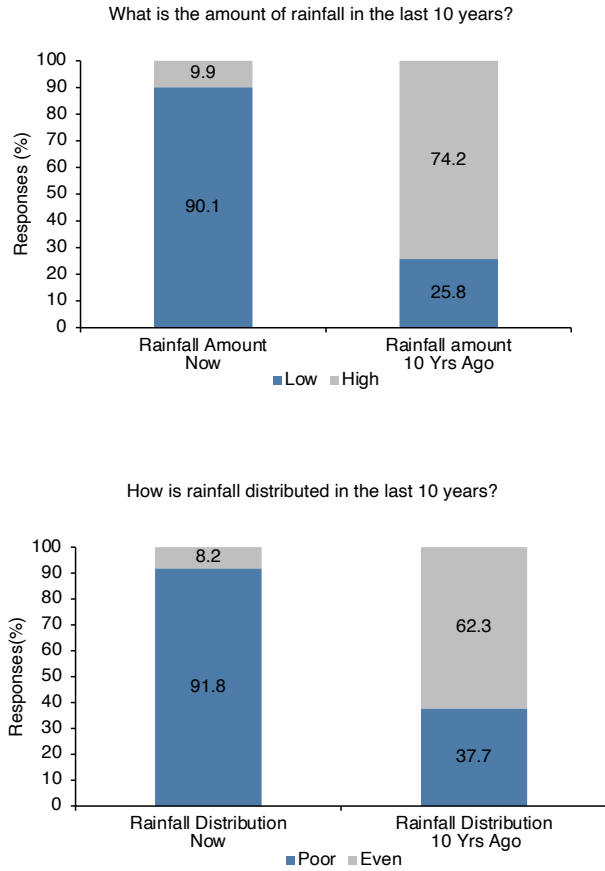 What is the amount of rainfall in the last 10 years?
100
90
80
70
60
50
40
30
20
10
0
Responses (%)
9.9
90.1
74.2
25.8
Rainfall Amount
Now
Rainfall amount
10 Yrs Ago
Low High
How is rainfall distributed in the last 10 years?
100
90
80
70
60
50
40
30
20
10
0
Responses(%)
8.2
91.8
62.3
37.7
Rainfall Distribution
Now
Rainfall Distribution
10 Yrs Ago
Poor Even